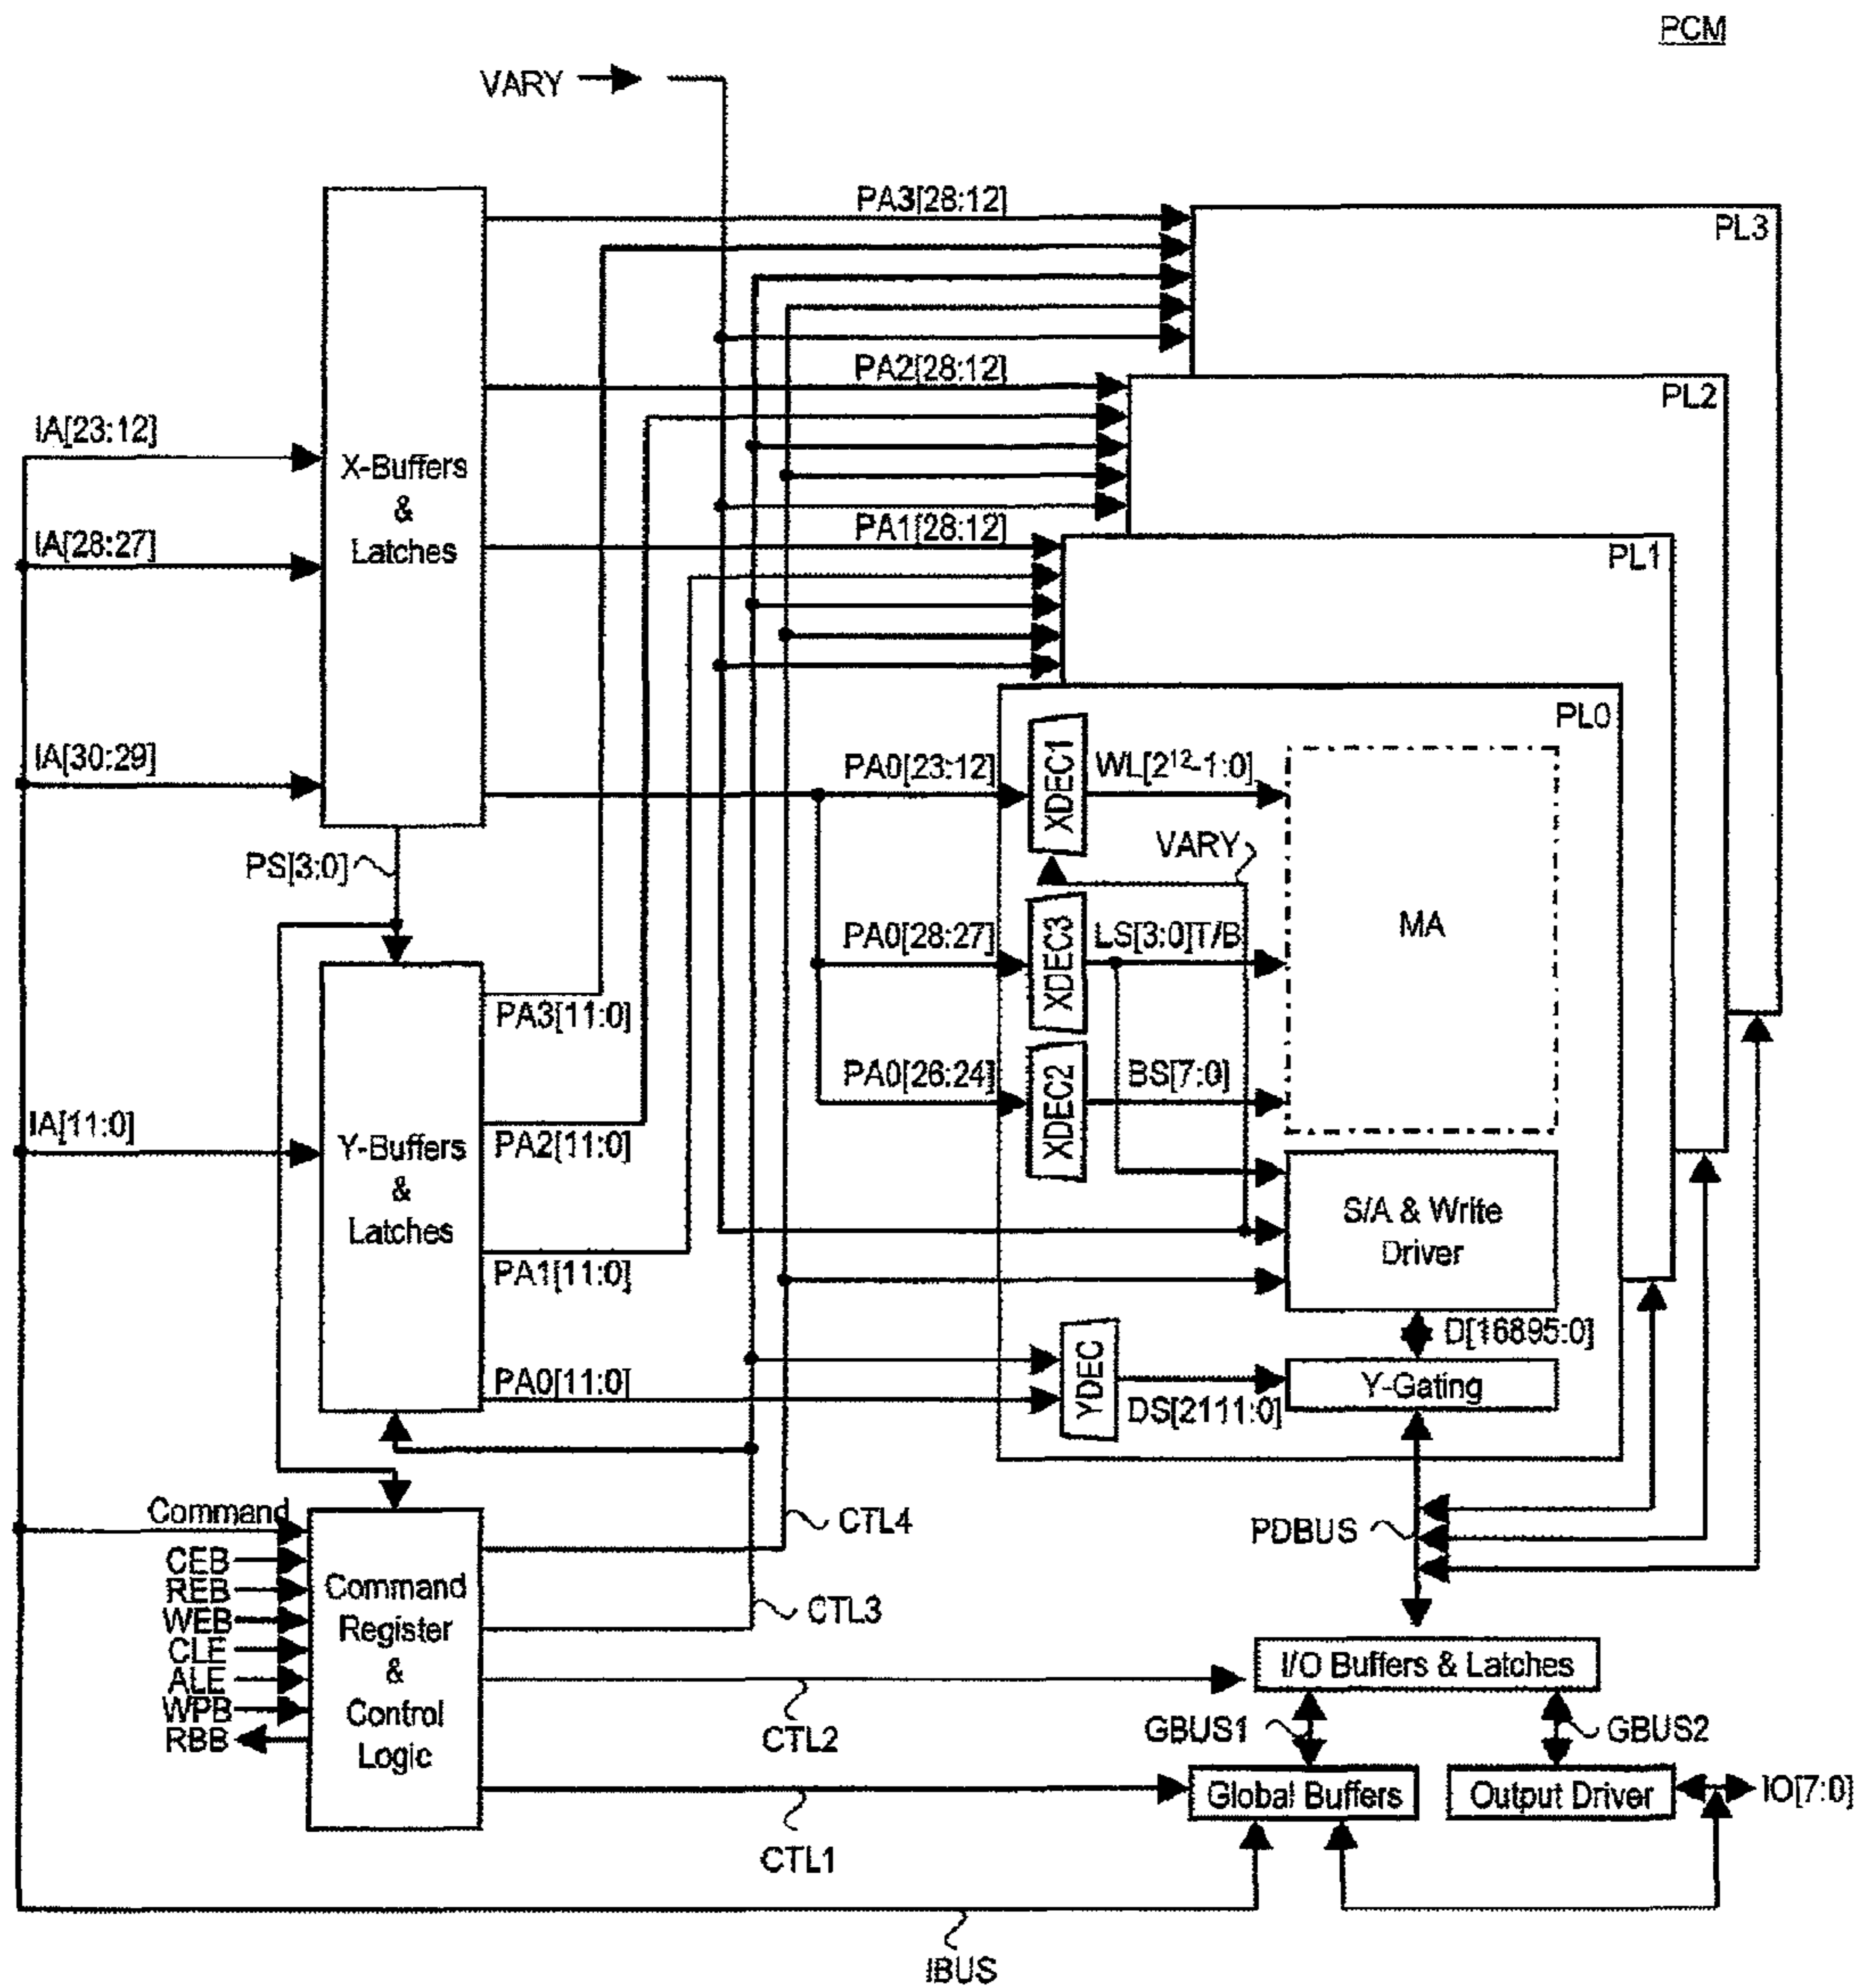 PCM
VARY
PA3[28:12]
PL3
PA2[28:12]
PL2
IA[23:12]
X-Buffers
&
Latches
IA[28:27]
PA1[28:12]
PL1
IA[30:29]
PL0
PA0[23:12]
XDEC1
WL[2¹²-1:0]
VARY
MA
PS[3:0]
PA0[28:27]
XDEC3
LS[3:0]T/B
PA3[11:0]
PA0[26:24]
XDEC2
BS[7:0]
IA[11:0]
Y-Buffers
&
Latches
PA2[11:0]
S/A & Write
Driver
PA1[11:0]
D[16895:0]
PA0[11:0]
YDEC
DS[2111:0]
Y-Gating
Command
CEB
REB
WEB
CLE
ALE
WPB
RBB
Command
Register
&
Control
Logic
CTL4
PDBUS
CTL3
I/O Buffers & Latches
CTL2
GBUS1
GBUS2
Global Buffers
Output Driver
IO[7:0]
CTL1
IBUS